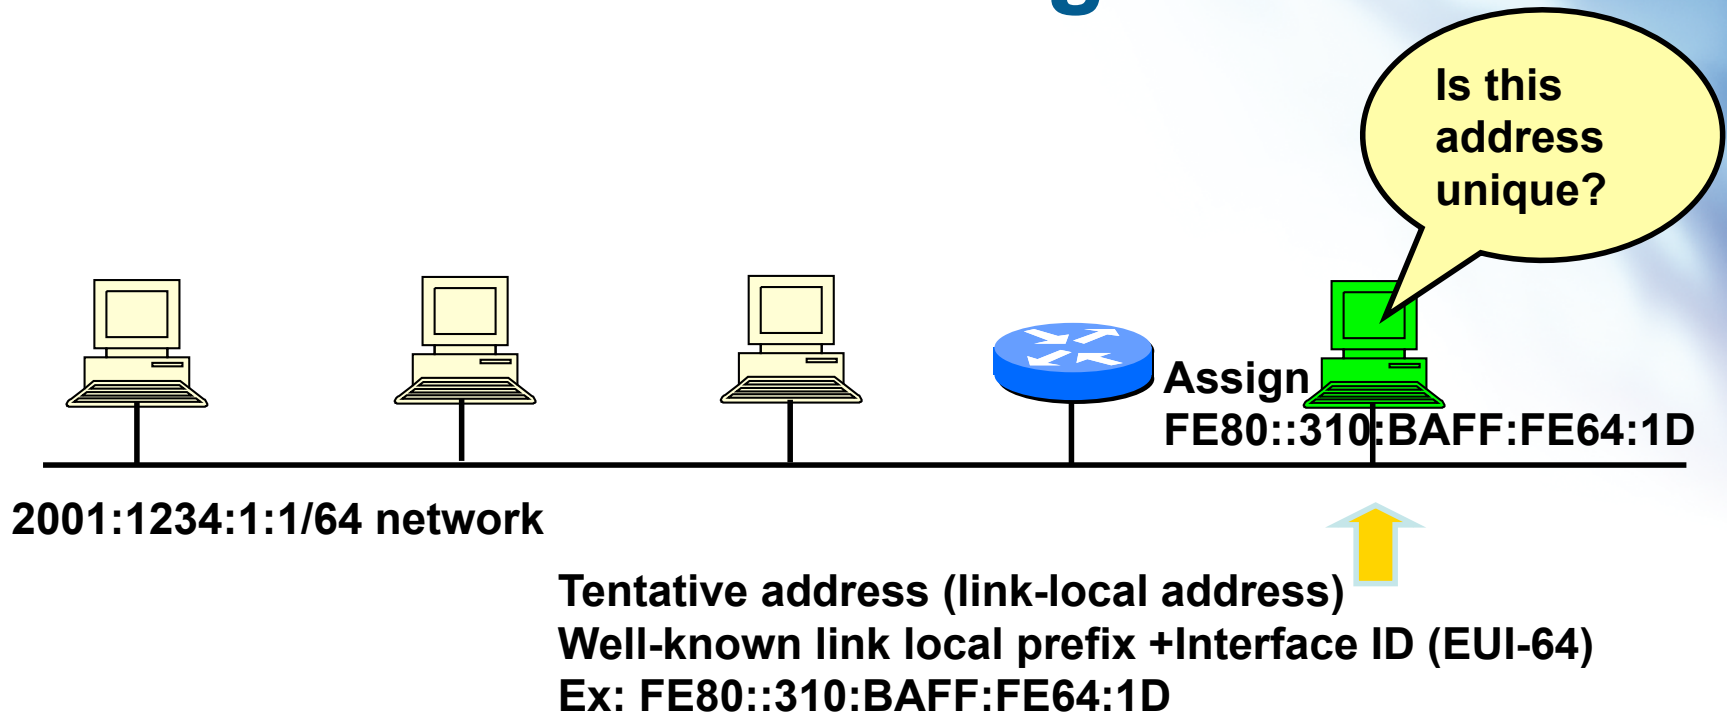 Is this
address
unique?
Assign
FE80::310:BAFF:FE64:1D
2001:1234:1:1/64 network
Tentative address (link-local address)
Well-known link local prefix +Interface ID (EUI-64)
Ex: FE80::310:BAFF:FE64:1D